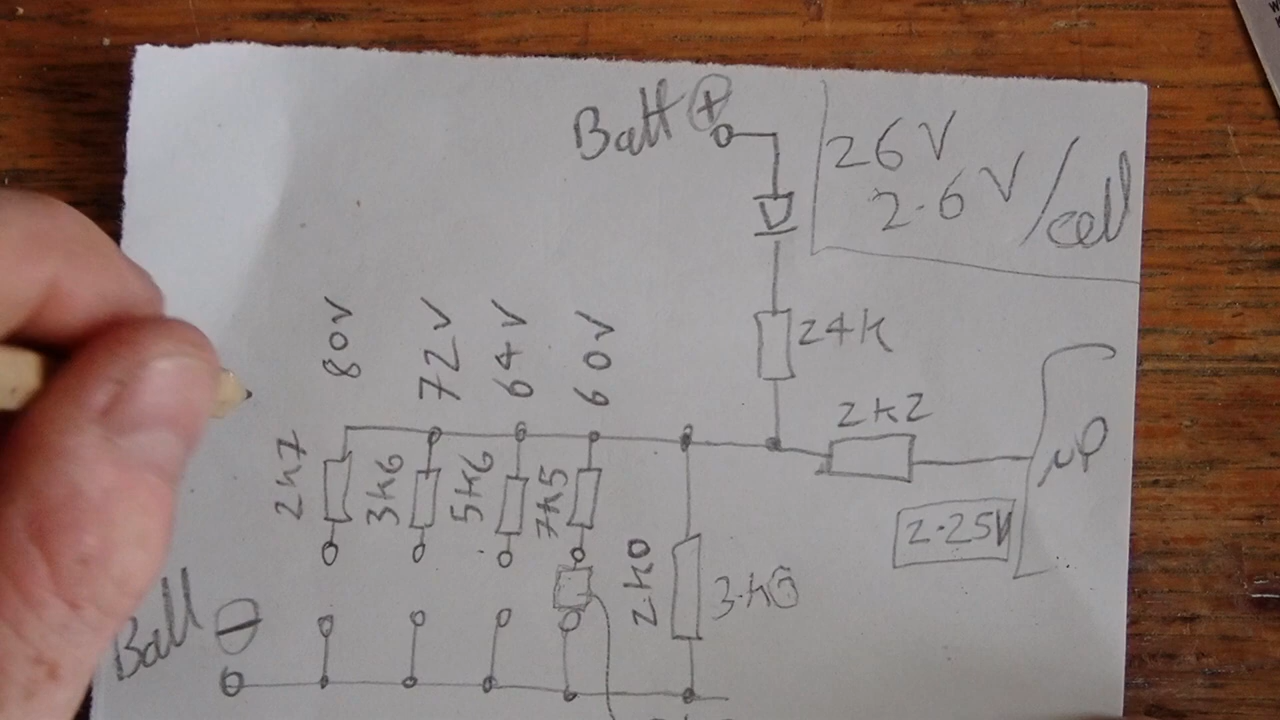 Batt +
26V
2.6V/cell
80V
72V
64V
60V
24k
2k2
2k7
3k6
5k6
7k5
2k0
μP
2.25V
Batt -